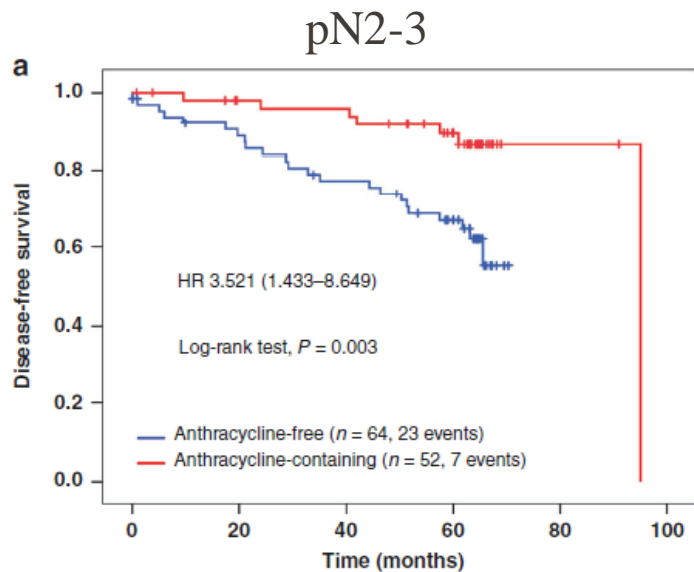 pN2-3
a
1.0
0.8
0.6
0.4
0.2
0.0
Disease-free survival
HR 3.521 (1.433–8.649)
Log-rank test, P = 0.003
Anthracycline-free (n = 64, 23 events)
Anthracycline-containing (n = 52, 7 events)
0 20 40 60 80 100
Time (months)